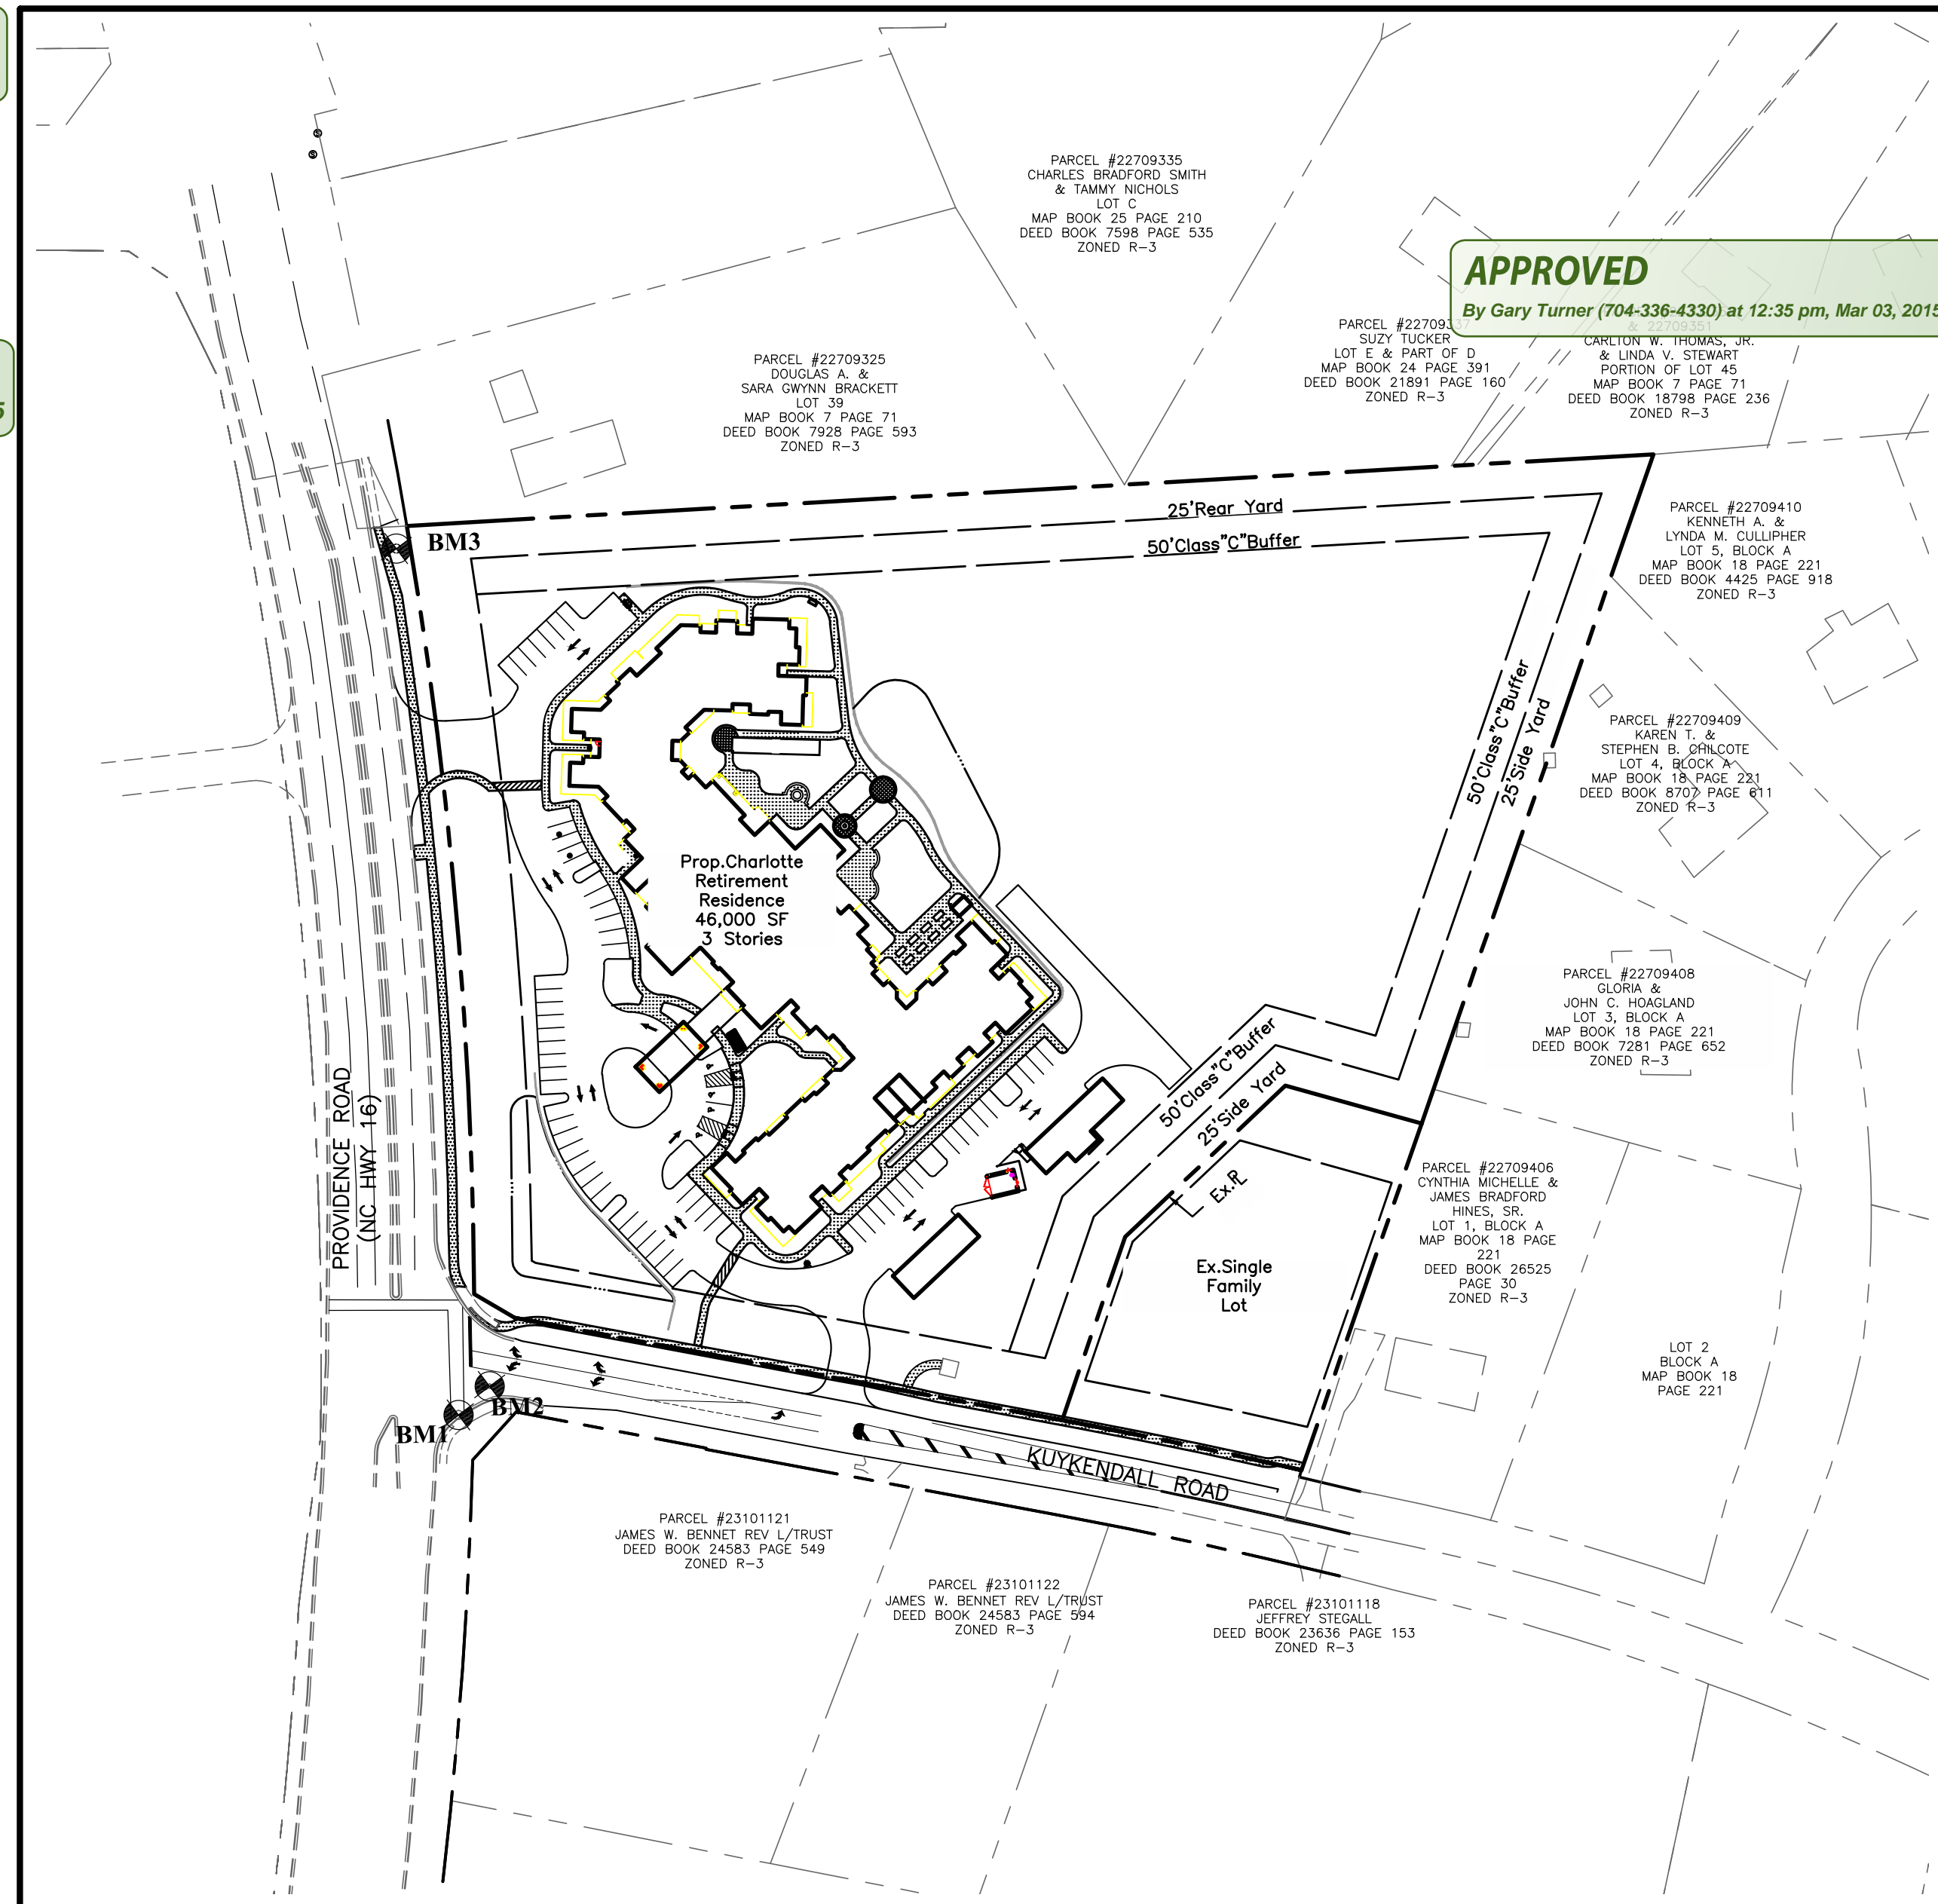 PARCEL #22709335
CHARLES BRADFORD SMITH
& TAMMY NICHOLS
LOT C
MAP BOOK 25 PAGE 210
DEED BOOK 7598 PAGE 535
ZONED R-3
APPROVED
By Gary Turner (704-336-4330) at 12:35 pm, Mar 03, 2015
PARCEL #22709337
SUZY TUCKER
LOT E & PART OF D
MAP BOOK 24 PAGE 391
DEED BOOK 21891 PAGE 160
ZONED R-3
& 22709351
CARLTON W. THOMAS, JR.
& LINDA V. STEWART
PORTION OF LOT 45
MAP BOOK 7 PAGE 71
DEED BOOK 18798 PAGE 236
ZONED R-3
PARCEL #22709325
DOUGLAS A. &
SARA GWYNN BRACKETT
LOT 39
MAP BOOK 7 PAGE 71
DEED BOOK 7928 PAGE 593
ZONED R-3
25'Rear Yard
50'Class"C"Buffer
BM3
PARCEL #22709410
KENNETH A. &
LYNDA M. CULLIPHER
LOT 5, BLOCK A
MAP BOOK 18 PAGE 221
DEED BOOK 4425 PAGE 918
ZONED R-3
50'Class"C"Buffer
25'Side Yard
PARCEL #22709409
KAREN T. &
STEPHEN B. CHILCOTE
LOT 4, BLOCK A
MAP BOOK 18 PAGE 221
DEED BOOK 8707 PAGE 611
ZONED R-3
Prop.Charlotte
Retirement
Residence
46,000 SF
3 Stories
PARCEL #22709408
GLORIA &
JOHN C. HOAGLAND
LOT 3, BLOCK A
MAP BOOK 18 PAGE 221
DEED BOOK 7281 PAGE 652
ZONED R-3
50'Class"C"Buffer
25'Side Yard
PROVIDENCE ROAD
(NC HWY 16)
Ex.PL
PARCEL #22709406
CYNTHIA MICHELLE &
JAMES BRADFORD
HINES, SR.
LOT 1, BLOCK A
MAP BOOK 18 PAGE
221
DEED BOOK 26525
PAGE 30
ZONED R-3
Ex.Single
Family
Lot
LOT 2
BLOCK A
MAP BOOK 18
PAGE 221
BM2
BM1
KUYKENDALL ROAD
PARCEL #23101121
JAMES W. BENNET REV L/TRUST
DEED BOOK 24583 PAGE 549
ZONED R-3
PARCEL #23101122
JAMES W. BENNET REV L/TRUST
DEED BOOK 24583 PAGE 594
ZONED R-3
PARCEL #23101118
JEFFREY STEGALL
DEED BOOK 23636 PAGE 153
ZONED R-3